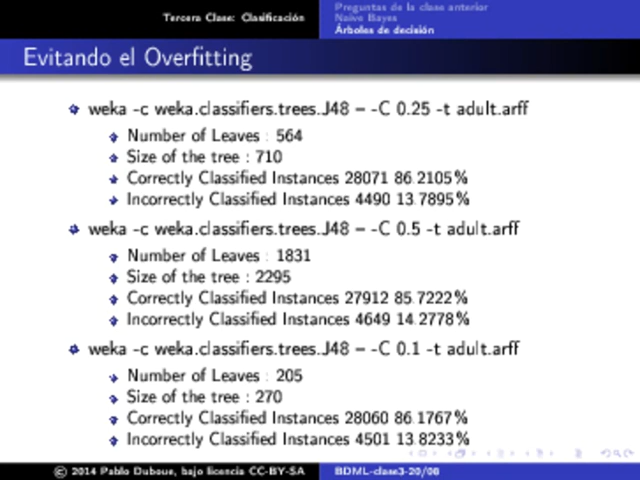 Tercera Clase: Clasificación
Preguntas de la clase anterior
Naive Bayes
Árboles de decisión
Evitando el Overfitting
weka -c weka.classifiers.trees.J48 – -C 0.25 -t adult.arff
Number of Leaves : 564
Size of the tree : 710
Correctly Classified Instances 28071 86.2105%
Incorrectly Classified Instances 4490 13.7895%
weka -c weka.classifiers.trees.J48 – -C 0.5 -t adult.arff
Number of Leaves : 1831
Size of the tree : 2295
Correctly Classified Instances 27912 85.7222%
Incorrectly Classified Instances 4649 14.2778%
weka -c weka.classifiers.trees.J48 – -C 0.1 -t adult.arff
Number of Leaves : 205
Size of the tree : 270
Correctly Classified Instances 28060 86.1767%
Incorrectly Classified Instances 4501 13.8233%
© 2014 Pablo Duboue, bajo licencia CC-BY-SA
BDML-clase3-20/08